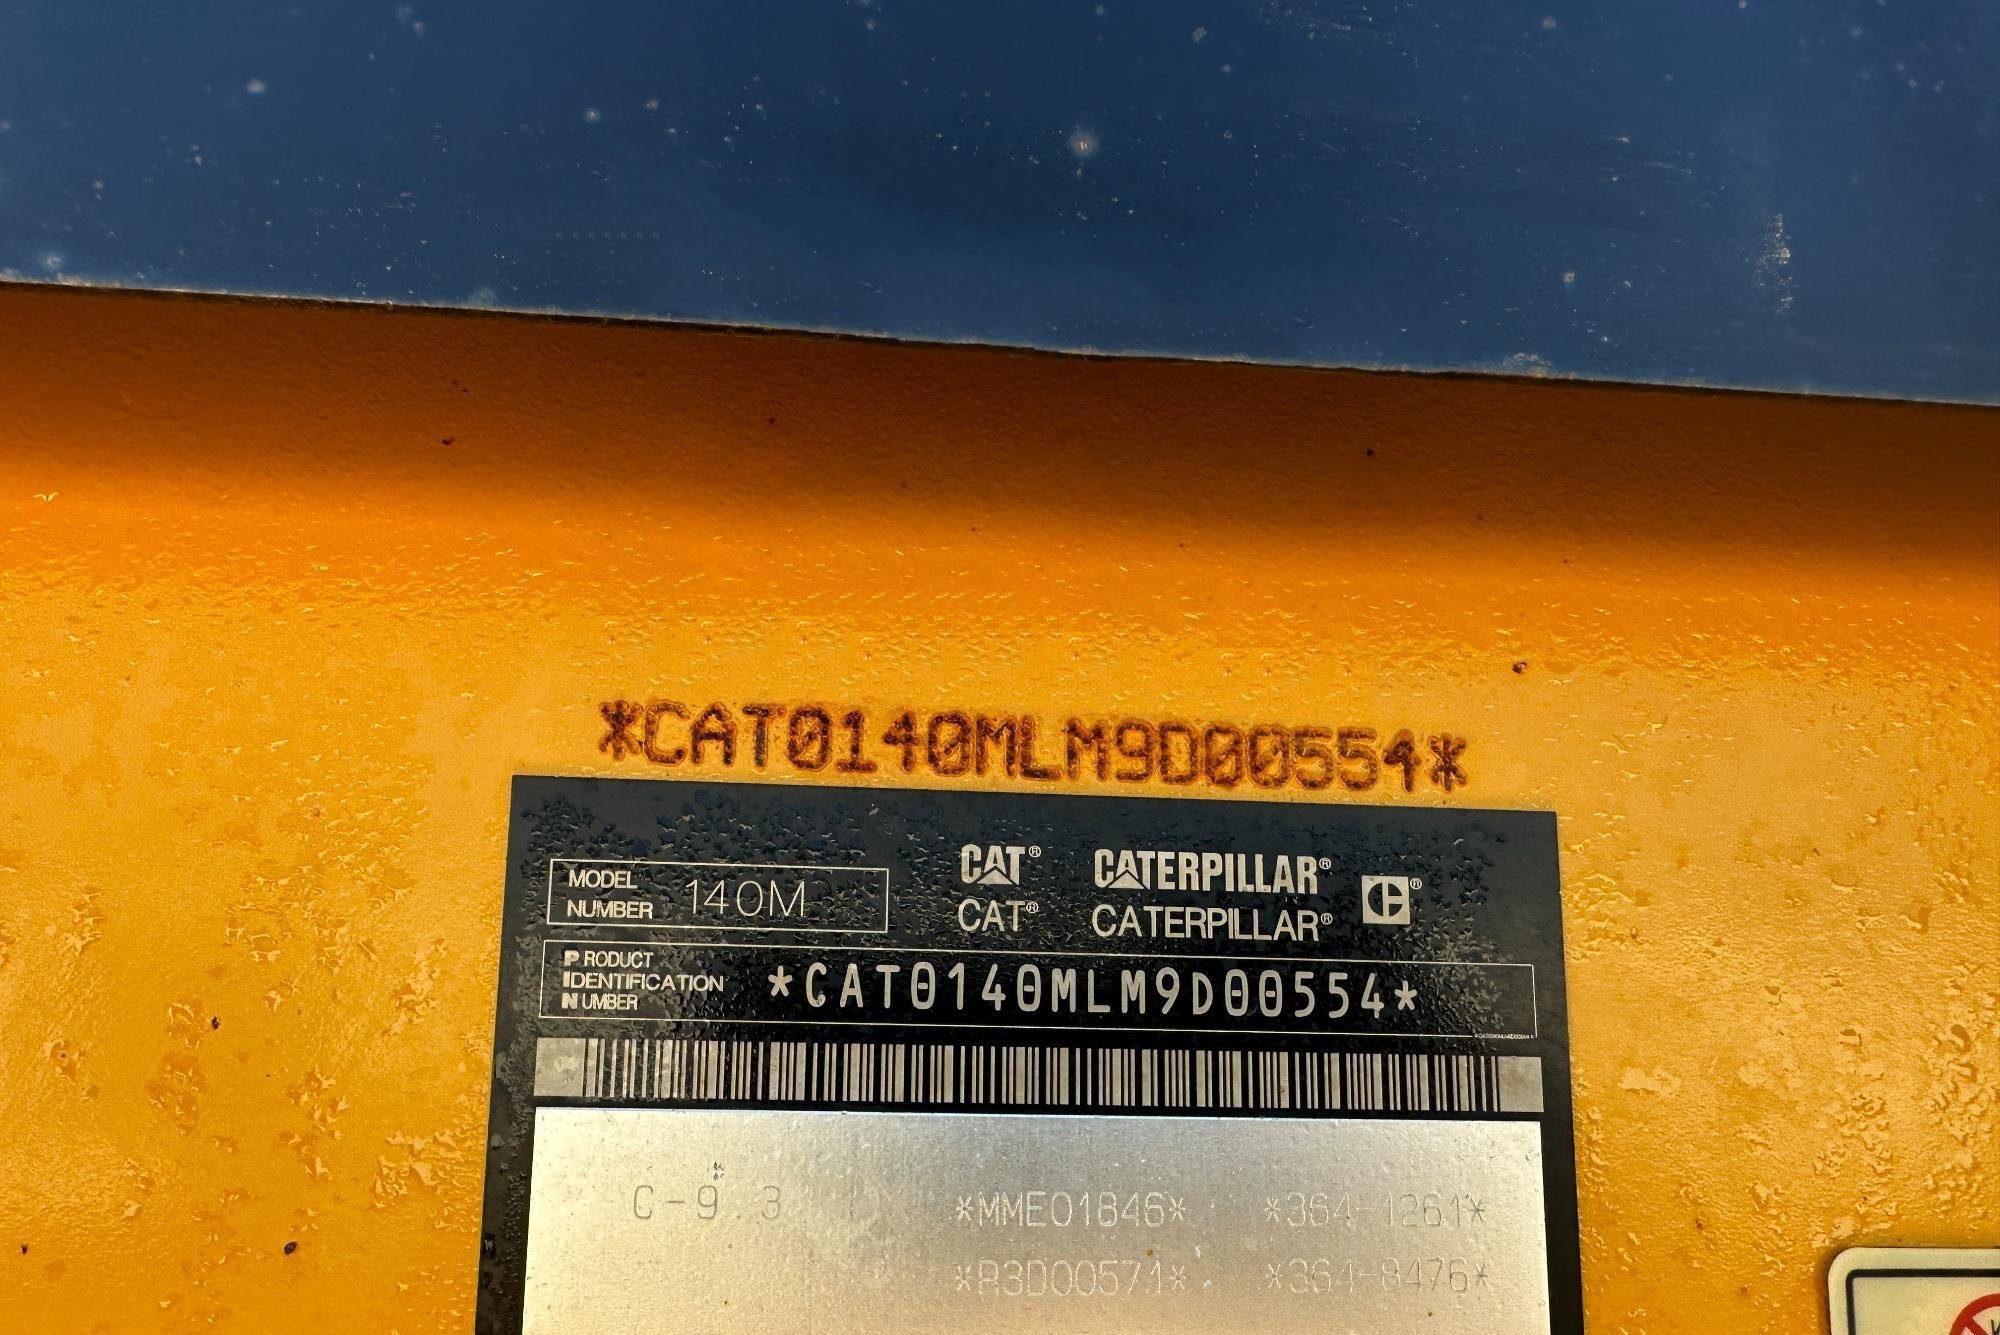 *CAT0140MLM9D00554*
MODEL NUMBER 140M
CAT® CATERPILLAR®
CAT® CATERPILLAR®
PRODUCT IDENTIFICATION NUMBER *CAT0140MLM9D00554*
C-9.3 *MME01846* *364-1261*
*R3D00571* *364-8476*